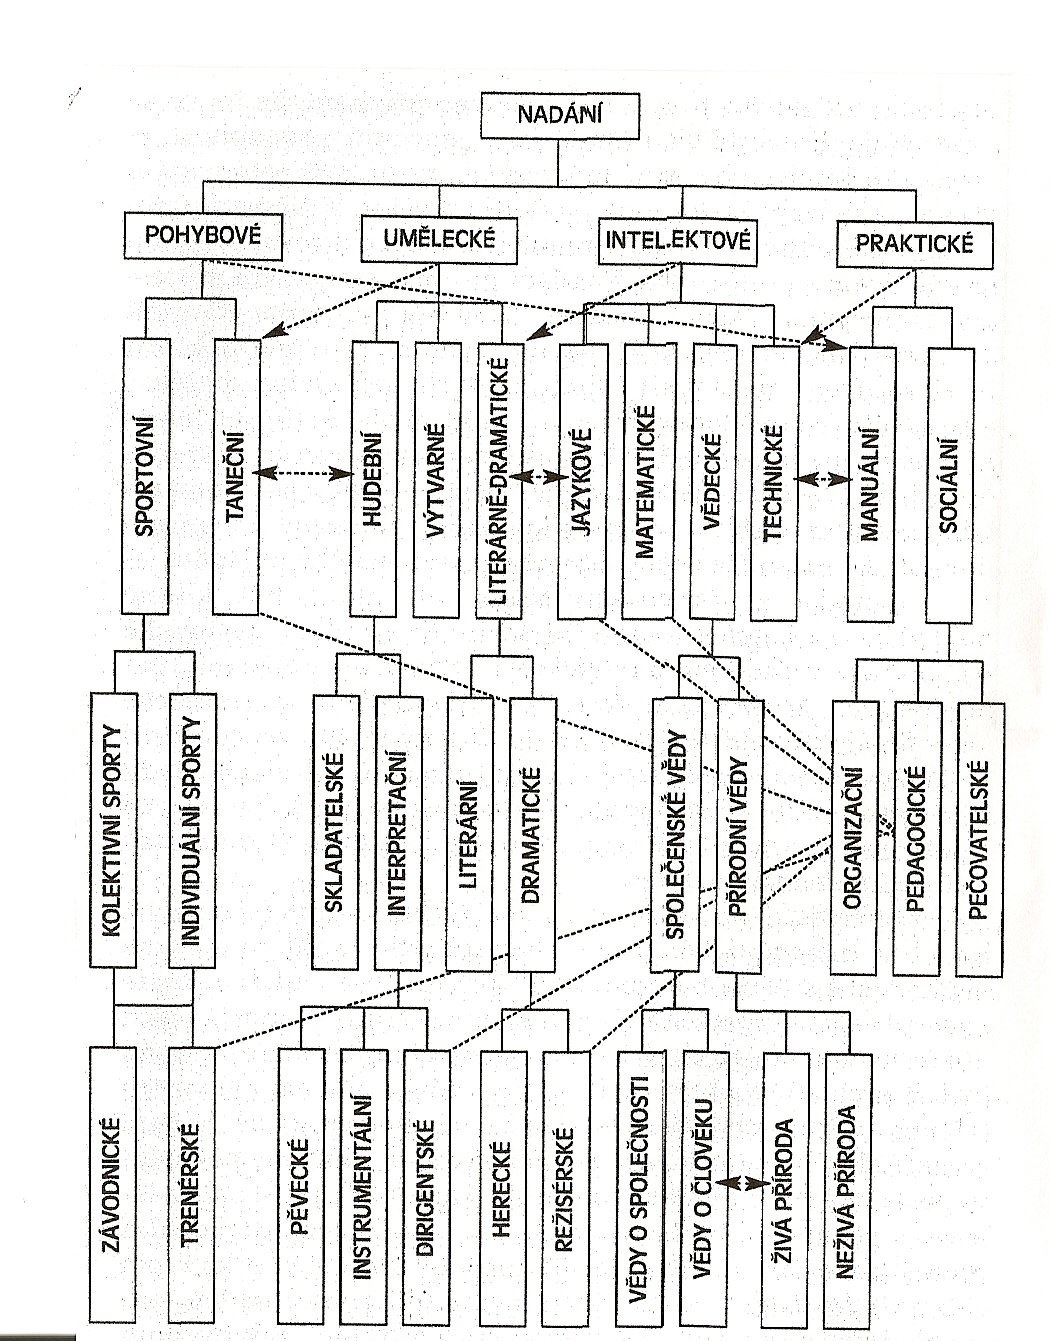 NADÁNÍ
POHYBOVÉ
UMĚLECKÉ
INTELEKTOVÉ
PRAKTICKÉ
SPORTOVNÍ
TANEČNÍ
HUDEBNÍ
VÝTVARNÉ
LITERÁRNĚ-DRAMATICKÉ
JAZYKOVÉ
MATEMATICKÉ
VĚDECKÉ
TECHNICKÉ
MANUÁLNÍ
SOCIÁLNÍ
KOLEKTIVNÍ SPORTY
INDIVIDUÁLNÍ SPORTY
SKLADATELSKÉ
INTERPRETAČNÍ
LITERÁRNÍ
DRAMATICKÉ
SPOLEČENSKÉ VĚDY
PŘÍRODNÍ VĚDY
ORGANIZAČNÍ
PEDAGOGICKÉ
PEČOVATELSKÉ
ZÁVODNICKÉ
TRENÉRSKÉ
PĚVECKÉ
INSTRUMENTÁLNÍ
DIRIGENTSKÉ
HERECKÉ
REŽISÉRSKÉ
VĚDY O SPOLEČNOSTI
VĚDY O ČLOVĚKU
ŽIVÁ PŘÍRODA
NEŽIVÁ PŘÍRODA